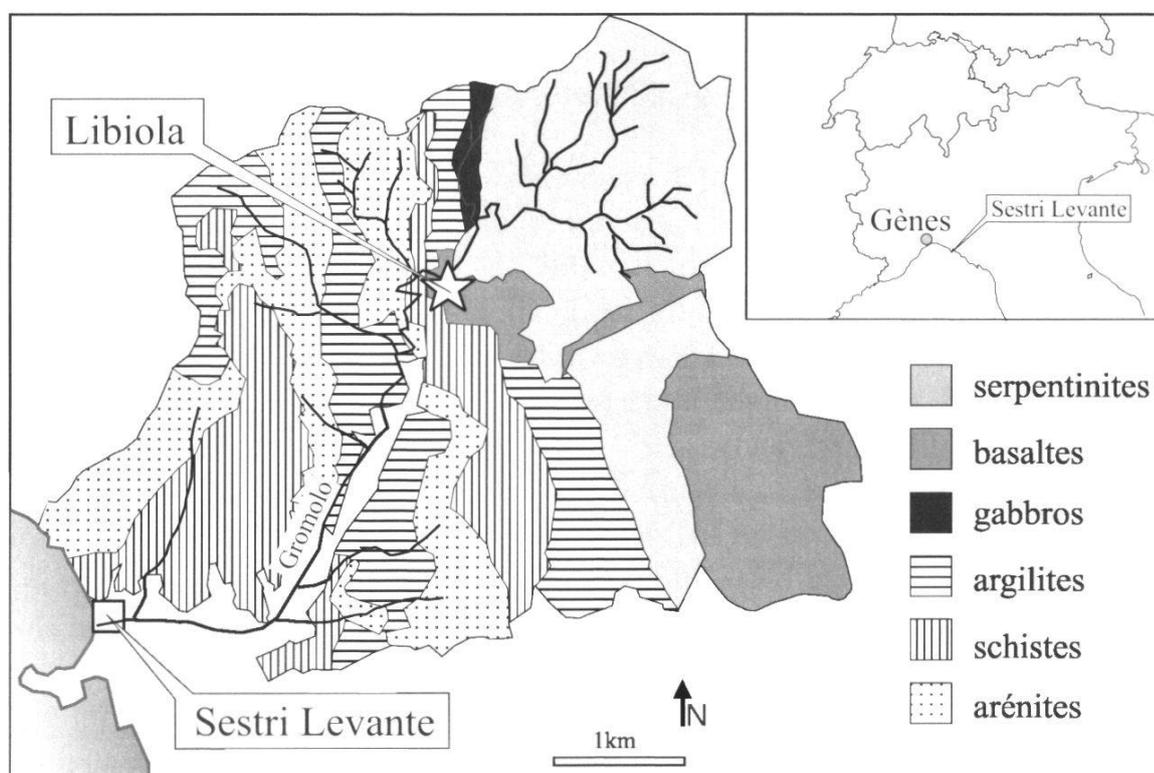 Libiola
Gènes
Sestri Levante
serpentinites
basaltes
gabbros
argilites
schistes
arénites
Gromolo
Sestri Levante
N
1km